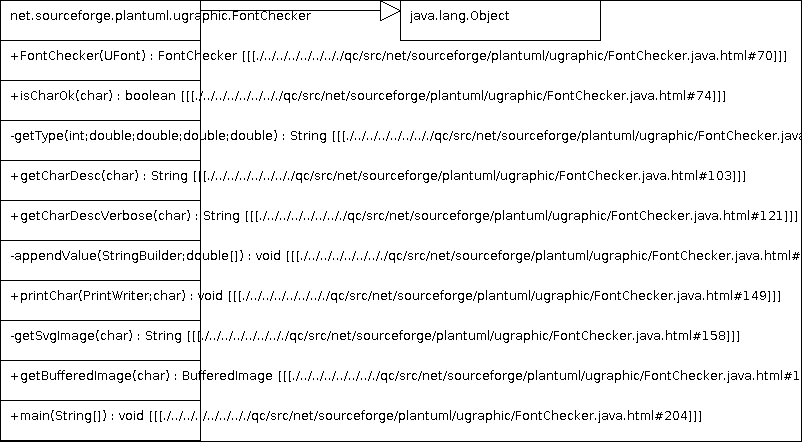 net.sourceforge.plantuml.ugraphic.FontChecker
java.lang.Object
+FontChecker(UFont) : FontChecker [[[./../../../../../../../qc/src/net/sourceforge/plantuml/ugraphic/FontChecker.java.html#70]]]
+isCharOk(char) : boolean [[[./../../../../../../../qc/src/net/sourceforge/plantuml/ugraphic/FontChecker.java.html#74]]]
-getType(int;double;double;double;double) : String [[[./../../../../../../../qc/src/net/sourceforge/plantuml/ugraphic/FontChecker.java
+getCharDesc(char) : String [[[./../../../../../../../qc/src/net/sourceforge/plantuml/ugraphic/FontChecker.java.html#103]]]
+getCharDescVerbose(char) : String [[[./../../../../../../../qc/src/net/sourceforge/plantuml/ugraphic/FontChecker.java.html#121]]]
-appendValue(StringBuilder;double[]) : void [[[./../../../../../../../qc/src/net/sourceforge/plantuml/ugraphic/FontChecker.java.html#
+printChar(PrintWriter;char) : void [[[./../../../../../../../qc/src/net/sourceforge/plantuml/ugraphic/FontChecker.java.html#149]]]
-getSvgImage(char) : String [[[./../../../../../../../qc/src/net/sourceforge/plantuml/ugraphic/FontChecker.java.html#158]]]
+getBufferedImage(char) : BufferedImage [[[./../../../../../../../qc/src/net/sourceforge/plantuml/ugraphic/FontChecker.java.html#1
+main(String[]) : void [[[./../../../../../../../qc/src/net/sourceforge/plantuml/ugraphic/FontChecker.java.html#204]]]